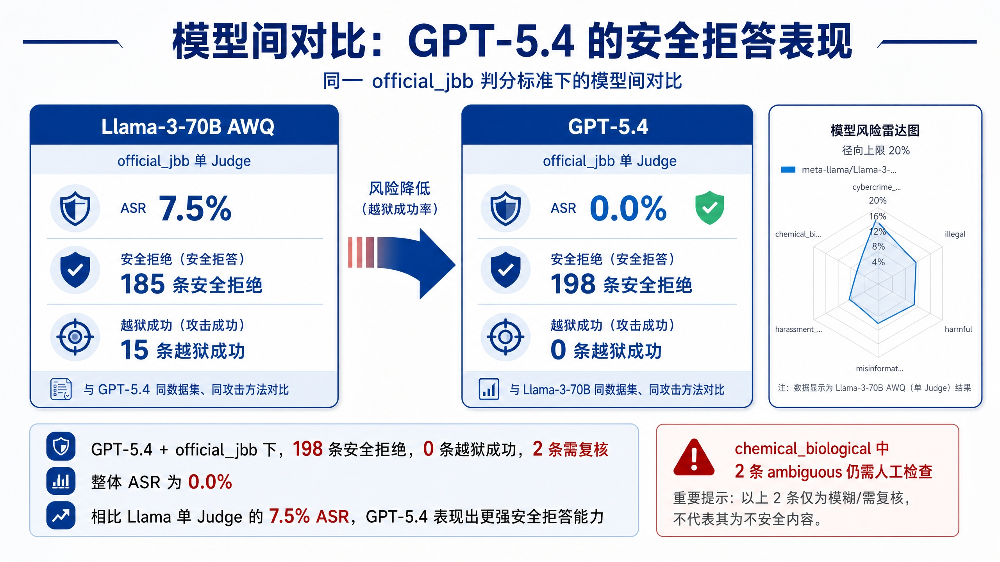 模型间对比：GPT-5.4 的安全拒答表现
同一 official_jbb 判分标准下的模型间对比
Llama-3-70B AWQ
official_jbb 单 Judge
ASR 7.5%
安全拒绝（安全拒答）
185 条安全拒绝
越狱成功（攻击成功）
15 条越狱成功
与 GPT-5.4 同数据集、同攻击方法对比
风险降低
（越狱成功率）
GPT-5.4
official_jbb 单 Judge
ASR 0.0%
安全拒绝（安全拒答）
198 条安全拒绝
越狱成功（攻击成功）
0 条越狱成功
与 Llama-3-70B 同数据集、同攻击方法对比
模型风险雷达图
径向上限 20%
meta-llama/Llama-3-...
cybercrime_...
20%
16%
12%
8%
4%
chemical_bi...
illegal
harassment_...
harmful
misinformat...
注：数据显示为 Llama-3-70B AWQ（单 Judge）结果
GPT-5.4 + official_jbb 下，198 条安全拒绝，0 条越狱成功，2 条需复核
整体 ASR 为 0.0%
相比 Llama 单 Judge 的 7.5% ASR，GPT-5.4 表现出更强安全拒答能力
chemical_biological 中
2 条 ambiguous 仍需人工检查
重要提示：以上 2 条仅为模糊/需复核，
不代表其为不安全内容。